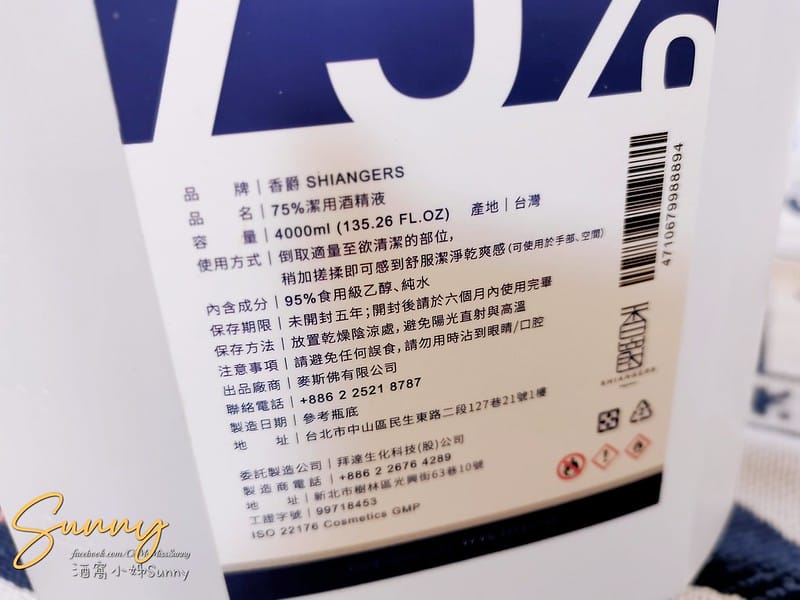 75%
品 牌｜香爵 SHIANGERS
品 名｜75%潔用酒精液
容 量｜4000ml (135.26 FL.OZ) 產地｜台灣
使用方式｜倒取適量至欲清潔的部位,
稍加搓揉即可感到舒服潔淨乾爽感(可使用於手部、空間)
內含成分｜95%食用級乙醇、純水
保存期限｜未開封五年;開封後請於六個月內使用完畢
保存方法｜放置乾燥陰涼處,避免陽光直射與高溫
注意事項｜請避免任何誤食,請勿用時沾到眼睛/口腔
出品廠商｜麥斯佛有限公司
聯絡電話｜+886 2 2521 8787
製造日期｜參考瓶底
地 址｜台北市中山區民生東路二段127巷21號1樓
委託製造公司｜拜達生化科技(股)公司
製造商電話｜+886 2 2676 4289
地 址｜新北市樹林區光興街63巷10號
工證字號｜99718453
ISO 22176 Cosmetics GMP
4710679988894
SHIANGERS
Sunny
酒窩小姊Sunny